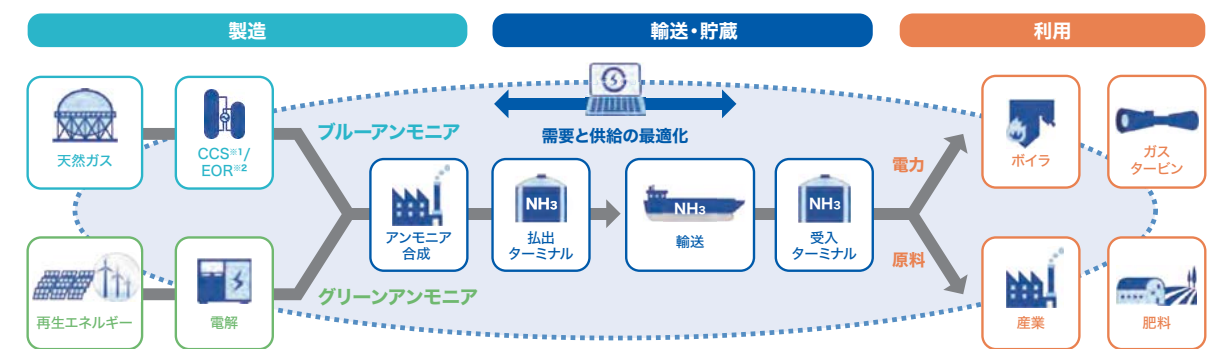 製造
輸送・貯蔵
利用
天然ガス
CCS※1/
EOR※2
ブルーアンモニア
需要と供給の最適化
アンモニア
合成
NH3
払出
ターミナル
NH3
輸送
NH3
受入
ターミナル
電力
原料
ボイラ
ガス
タービン
再生エネルギー
電解
グリーンアンモニア
産業
肥料